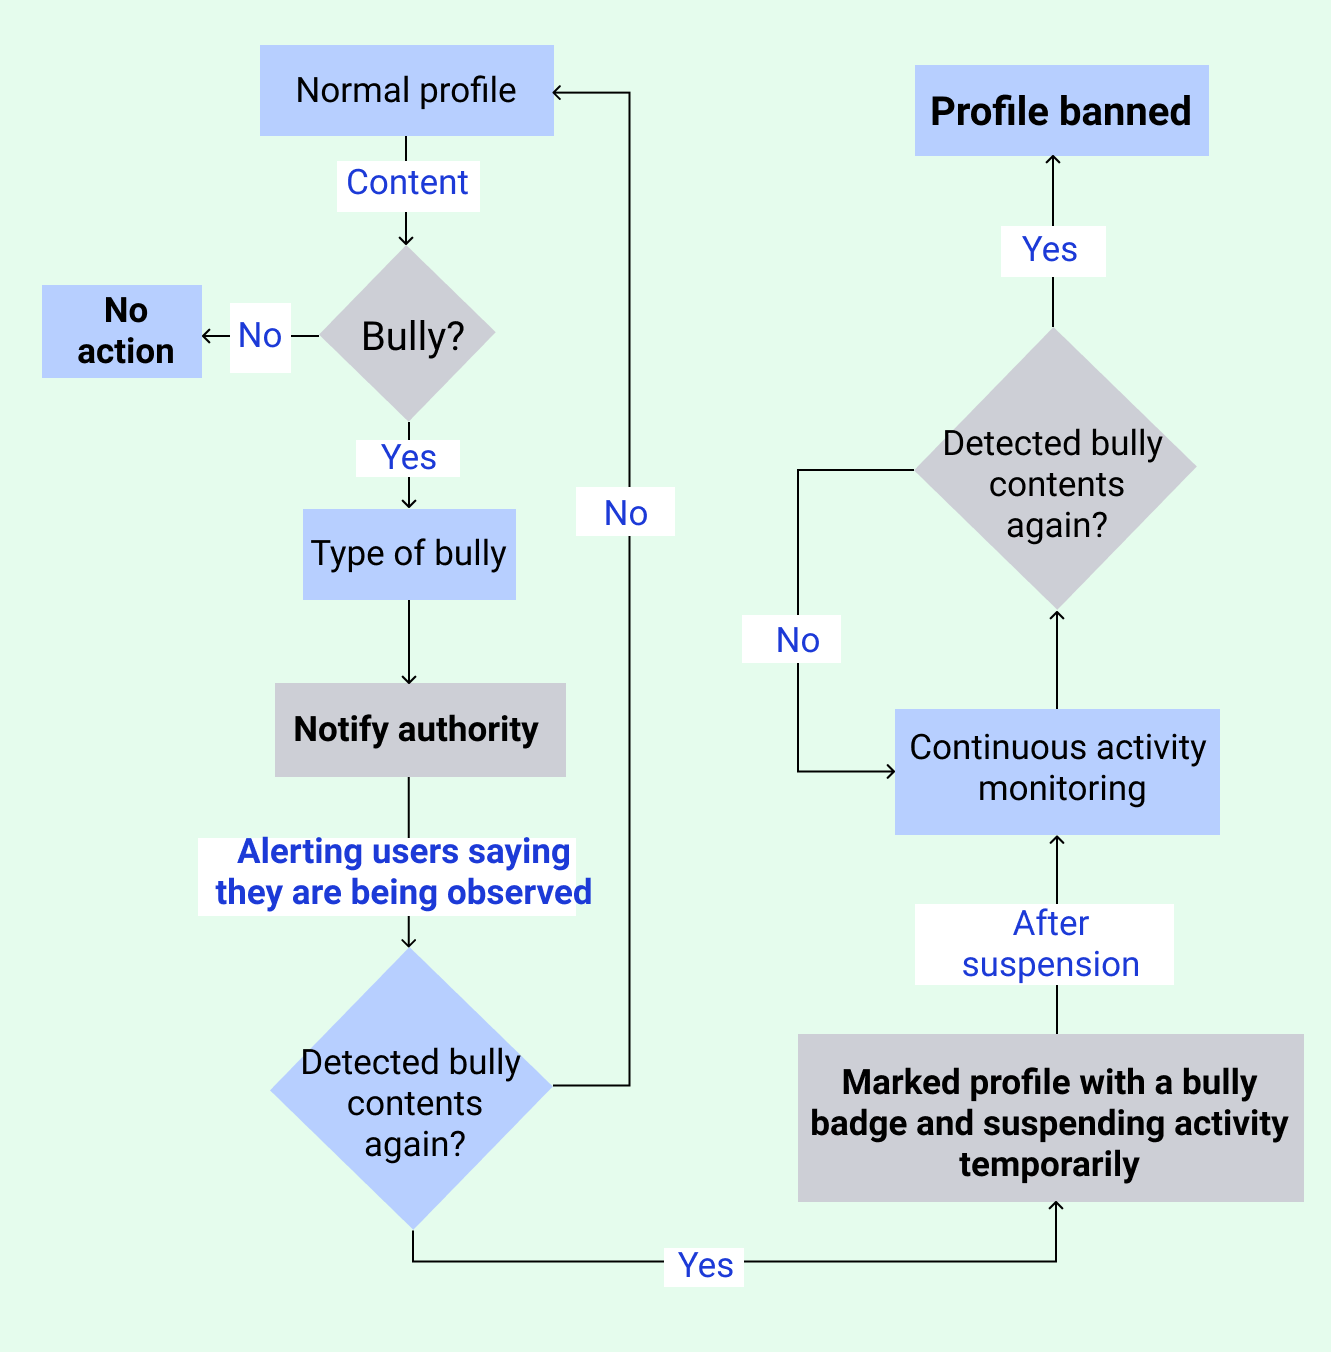 Normal profile
Content
Bully?
No
No
action
Yes
Type of bully
Notify authority
Alerting users saying
they are being observed
Detected bully
contents
again?
No
Yes
Marked profile with a bully
badge and suspending activity
temporarily
After
suspension
Continuous activity
monitoring
Detected bully
contents
again?
No
Yes
Profile banned